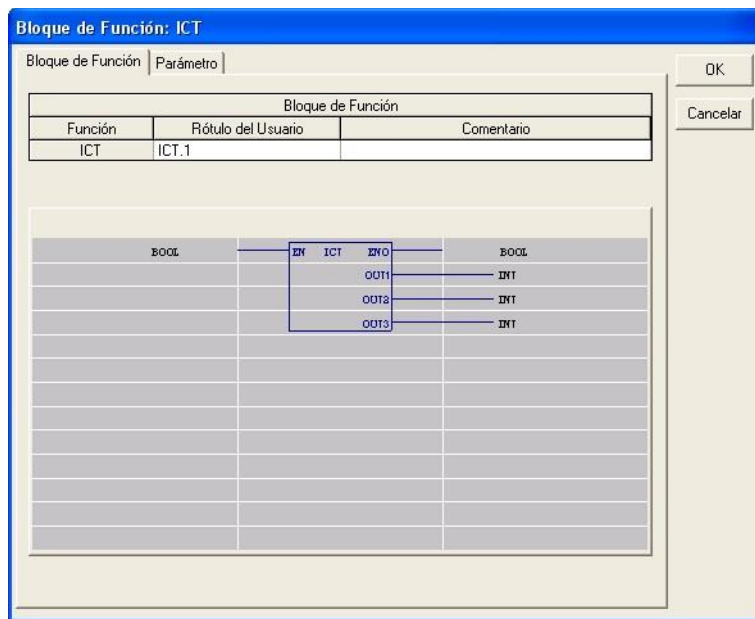 Bloque de Función: ICT
Bloque de Función Parámetro
OK
Cancelar
Bloque de Función
Función Rótulo del Usuario Comentario
ICT ICT.1
BOOL EN ICT ENO BOOL
OUT1 INT
OUT2 INT
OUT3 INT